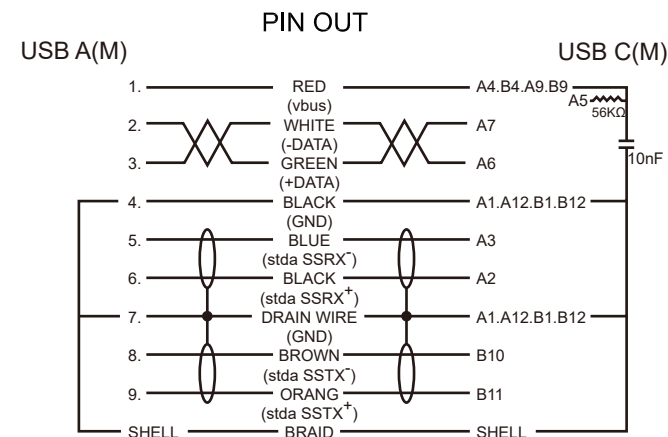 PIN OUT
USB A(M) USB C(M)
1. RED A4.B4.A9.B9
(vbus) A5 56KΩ
2. WHITE A7
(-DATA) 10nF
3. GREEN A6
(+DATA)
4. BLACK A1.A12.B1.B12
(GND)
5. BLUE A3
(stda SSRX-)
6. BLACK A2
(stda SSRX+)
7. DRAIN WIRE A1.A12.B1.B12
(GND)
8. BROWN B10
(stda SSTX-)
9. ORANG B11
(stda SSTX+)
SHELL BRAID SHELL